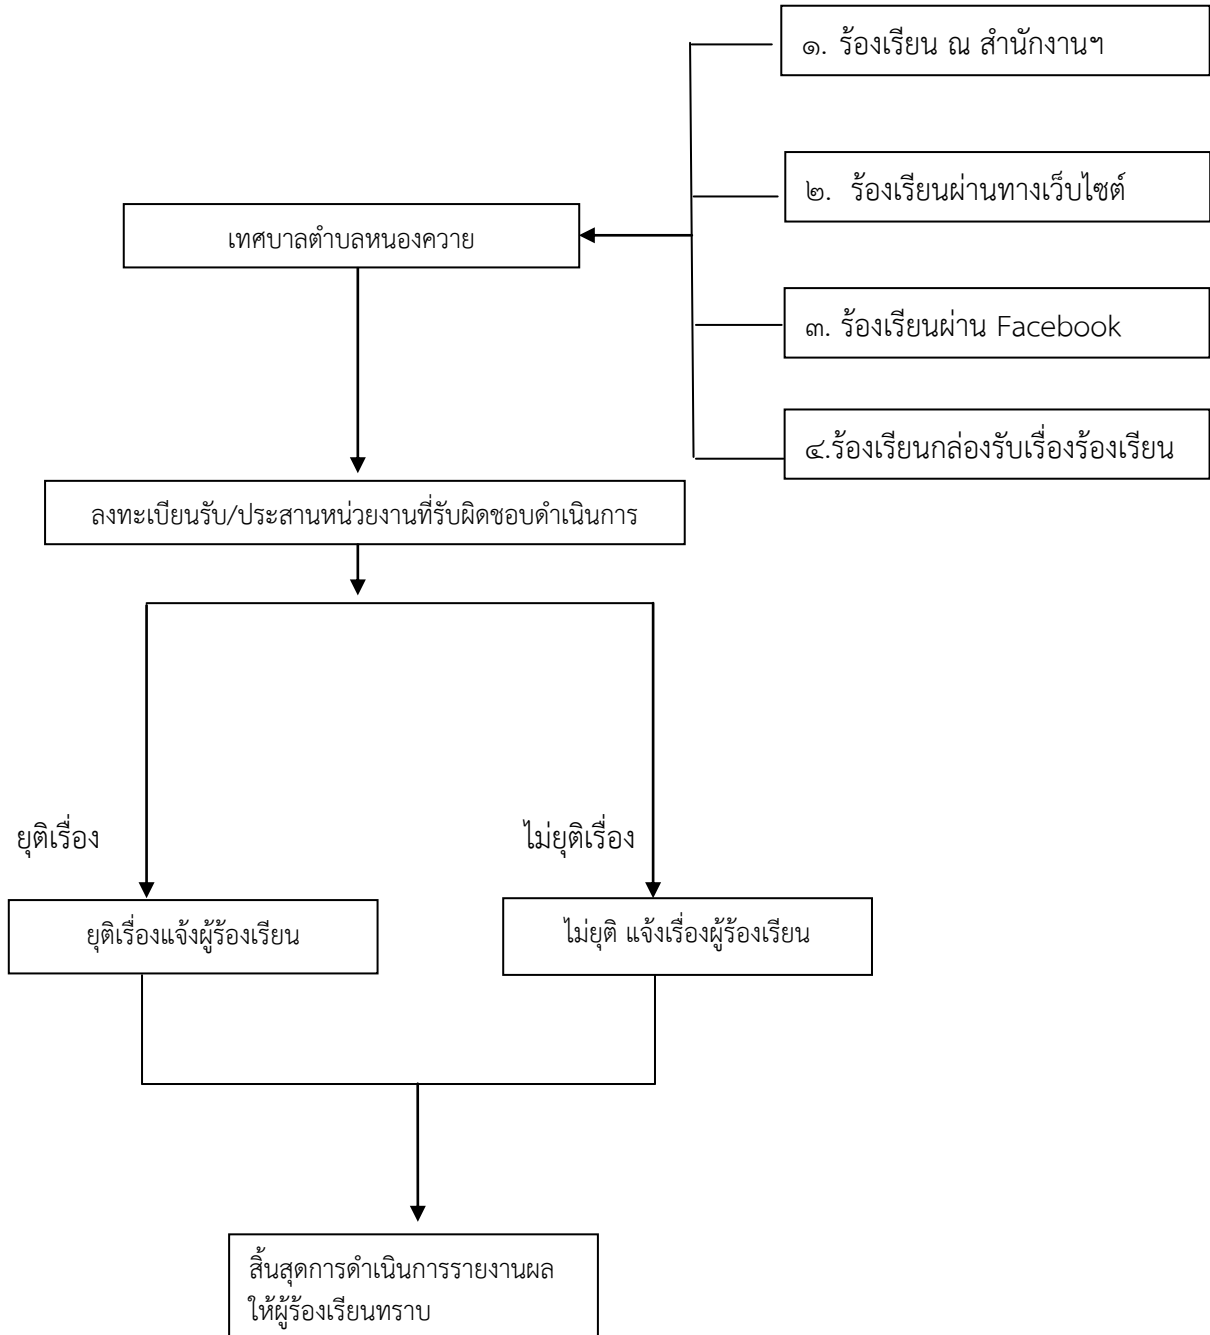 ๑. ร้องเรียน ณ สำนักงานฯ
๒. ร้องเรียนผ่านทางเว็บไซต์
เทศบาลตำบลหนองควาย
๓. ร้องเรียนผ่าน Facebook
๔.ร้องเรียนกล่องรับเรื่องร้องเรียน
ลงทะเบียนรับ/ประสานหน่วยงานที่รับผิดชอบดำเนินการ
ยุติเรื่อง
ไม่ยุติเรื่อง
ยุติเรื่องแจ้งผู้ร้องเรียน
ไม่ยุติ แจ้งเรื่องผู้ร้องเรียน
สิ้นสุดการดำเนินการรายงานผล
ให้ผู้ร้องเรียนทราบ